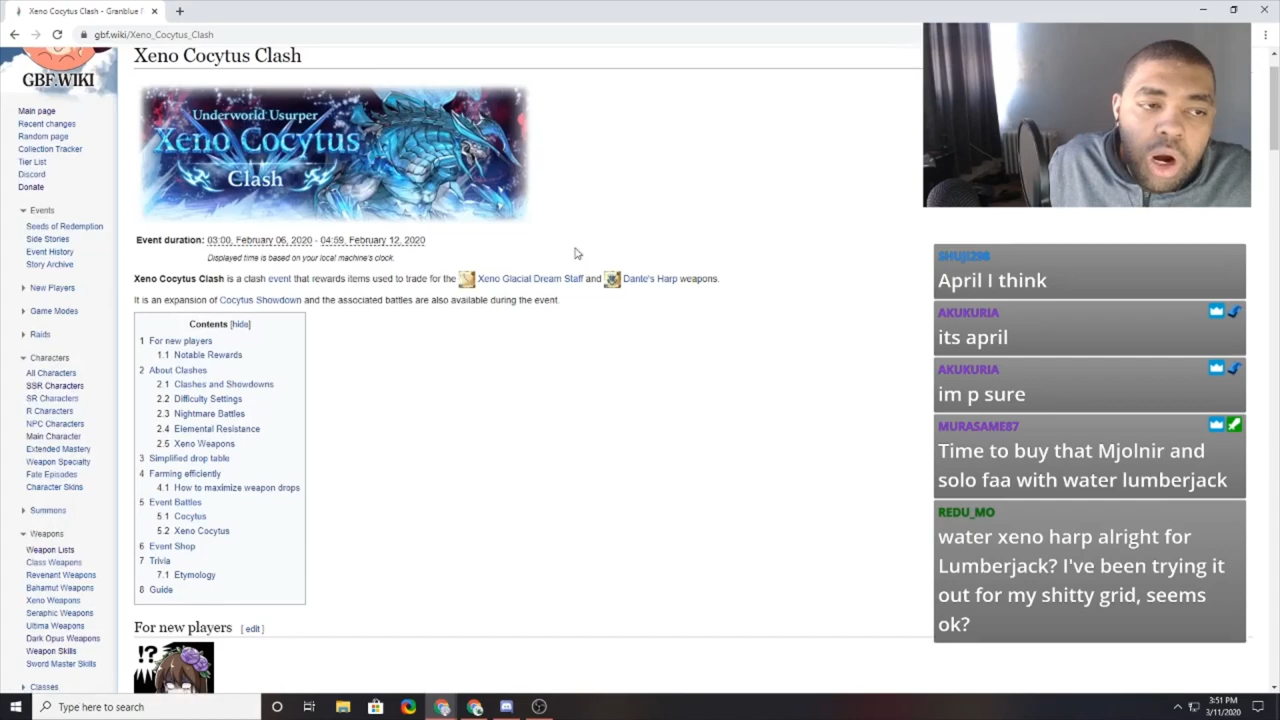 Xeno Cocytus Clash - Granblue F
gbf.wiki/Xeno_Cocytus_Clash
GBF.WIKI
Main page
Recent changes
Random page
Collection Tracker
Tier List
Discord
Donate
Events
Seeds of Redemption
Side Stories
Event History
Story Archive
New Players
Game Modes
Raids
Characters
All Characters
SSR Characters
SR Characters
R Characters
NPC Characters
Main Character
Extended Mastery
Weapon Specialty
Fate Episodes
Character Skins
Summons
Weapons
Weapon Lists
Class Weapons
Revenant Weapons
Bahamut Weapons
Xeno Weapons
Seraphic Weapons
Ultima Weapons
Dark Opus Weapons
Weapon Skills
Sword Master Skills
Classes
Xeno Cocytus Clash
Underworld Usurper
Xeno Cocytus
Clash
Event duration: 03:00, February 06, 2020 - 04:59, February 12, 2020
Displayed time is based on your local machine's clock.
Xeno Cocytus Clash is a clash event that rewards items used to trade for the Xeno Glacial Dream Staff and Dante's Harp weapons.
It is an expansion of Cocytus Showdown and the associated battles are also available during the event.
Contents [hide]
1 For new players
1.1 Notable Rewards
2 About Clashes
2.1 Clashes and Showdowns
2.2 Difficulty Settings
2.3 Nightmare Battles
2.4 Elemental Resistance
2.5 Xeno Weapons
3 Simplified drop table
4 Farming efficiently
4.1 How to maximize weapon drops
5 Event Battles
5.1 Cocytus
5.2 Xeno Cocytus
6 Event Shop
7 Trivia
7.1 Etymology
8 Guide
For new players [ edit ]
!?
SHUJI298
April I think
AKUKURIA
its april
AKUKURIA
im p sure
MURASAME87
Time to buy that Mjolnir and
solo faa with water lumberjack
REDU_MO
water xeno harp alright for
Lumberjack? I've been trying it
out for my shitty grid, seems
ok?
Type here to search
3:51 PM
3/11/2020